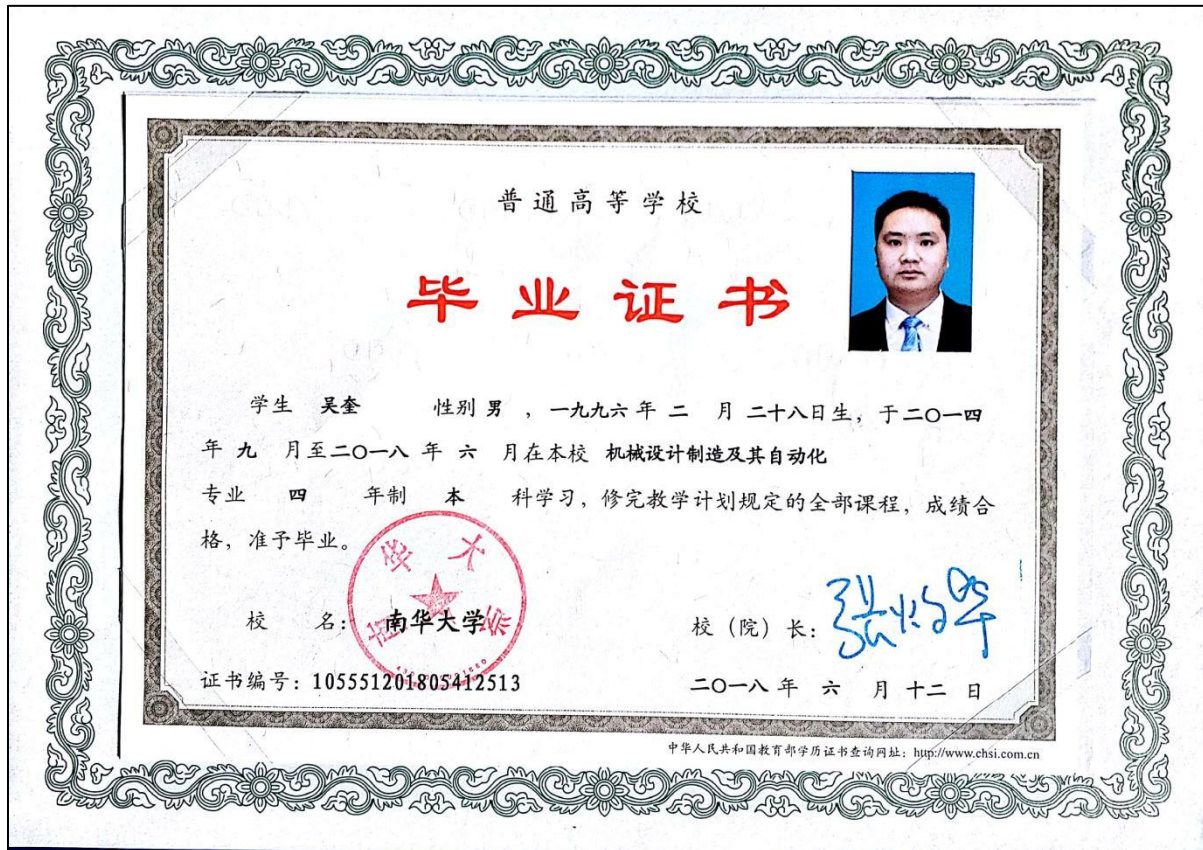 普通高等学校
毕业证书
学生 吴奎 性别 男 ，一九九六 年 二 月 二十八日生，于二〇一四
年 九 月至二〇一八 年 六 月在本校 机械设计制造及其自动化
专业 四 年制 本 科学习，修完教学计划规定的全部课程，成绩合
格，准予毕业。
南华大学
校 名：南华大学
校（院）长：
证书编号：105551201805412513
二〇一八 年 六 月 十二 日
中华人民共和国教育部学历证书查询网址：http://www.chsi.com.cn